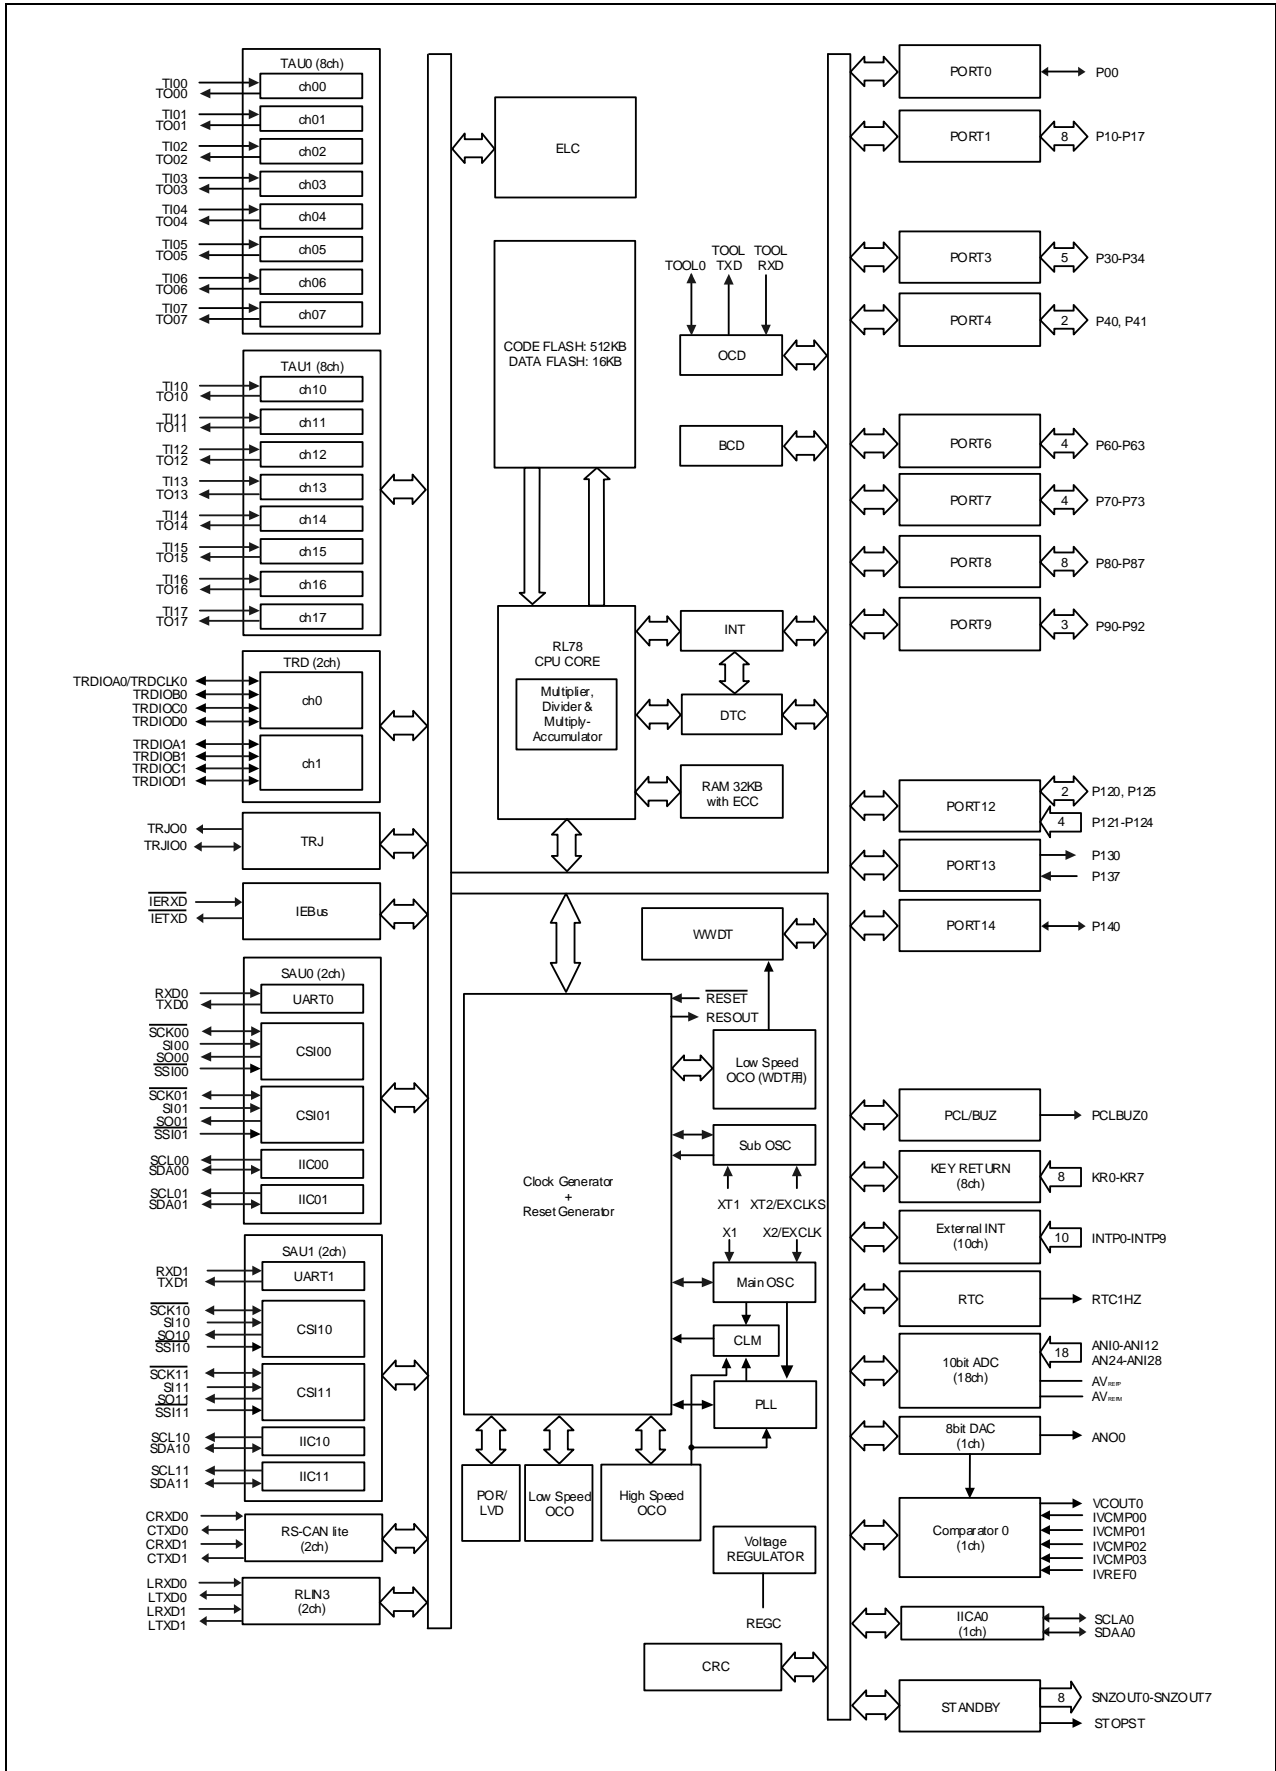 TAU0 (8ch)
TI00
TO00
ch00
TI01
TO01
ch01
TI02
TO02
ch02
TI03
TO03
ch03
TI04
TO04
ch04
TI05
TO05
ch05
TI06
TO06
ch06
TI07
TO07
ch07
TAU1 (8ch)
TI10
TO10
ch10
TI11
TO11
ch11
TI12
TO12
ch12
TI13
TO13
ch13
TI14
TO14
ch14
TI15
TO15
ch15
TI16
TO16
ch16
TI17
TO17
ch17
TRD (2ch)
TRDIOA0/TRDCLK0
TRDIOB0
TRDIOC0
TRDIOD0
ch0
TRDIOA1
TRDIOB1
TRDIOC1
TRDIOD1
ch1
TRJO0
TRJIO0
TRJ
IERXD
IETXD
IEBus
SAU0 (2ch)
RXD0
TXD0
UART0
SCK00
SI00
SO00
SSI00
CSI00
SCK01
SI01
SO01
SSI01
CSI01
SCL00
SDA00
IIC00
SCL01
SDA01
IIC01
SAU1 (2ch)
RXD1
TXD1
UART1
SCK10
SI10
SO10
SSI10
CSI10
SCK11
SI11
SO11
SSI11
CSI11
SCL10
SDA10
IIC10
SCL11
SDA11
IIC11
CRXD0
CTXD0
CRXD1
CTXD1
RS-CAN lite
(2ch)
LRXD0
LTXD0
LRXD1
LTXD1
RLIN3
(2ch)
ELC
CODE FLASH: 512KB
DATA FLASH: 16KB
TOOL0
TOOL
TXD
TOOL
RXD
OCD
BCD
RL78
CPU CORE
Multiplier,
Divider &
Multiply-
Accumulator
INT
DTC
RAM 32KB
with ECC
WWDT
RESET
RESOUT
Low Speed
OCO (WDT用)
Clock Generator
+
Reset Generator
Sub OSC
XT1
XT2/EXCLKS
X1
X2/EXCLK
Main OSC
CLM
PLL
POR/
LVD
Low Speed
OCO
High Speed
OCO
Voltage
REGULATOR
REGC
CRC
PORT0
P00
PORT1
8
P10-P17
PORT3
5
P30-P34
PORT4
2
P40, P41
PORT6
4
P60-P63
PORT7
4
P70-P73
PORT8
8
P80-P87
PORT9
3
P90-P92
PORT12
2
P120, P125
4
P121-P124
PORT13
P130
P137
PORT14
P140
PCL/BUZ
PCLBUZ0
KEY RETURN
(8ch)
8
KR0-KR7
External INT
(10ch)
10
INTP0-INTP9
RTC
RTC1HZ
10bit ADC
(18ch)
18
ANI0-ANI12
AN24-ANI28
AVREFP
AVREFM
8bit DAC
(1ch)
ANO0
Comparator 0
(1ch)
VCOUT0
IVCMP00
IVCMP01
IVCMP02
IVCMP03
IVREF0
IICA0
(1ch)
SCLA0
SDAA0
STANDBY
8
SNZOUT0-SNZOUT7
STOPST